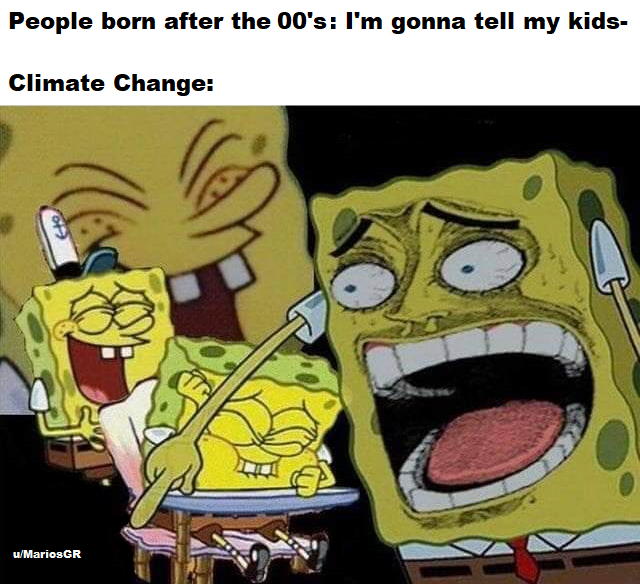 People born after the 00's: I'm gonna tell my kids-
Climate Change:
u/MariosGR